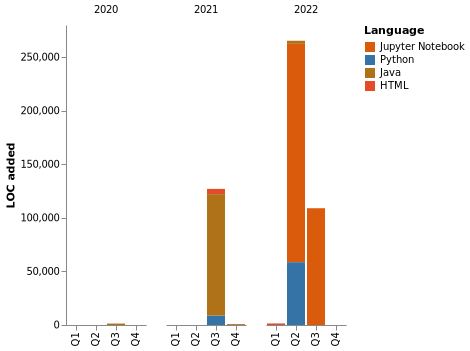 2020 2021 2022
Language
Jupyter Notebook
Python
Java
HTML
LOC added
250,000
200,000
150,000
100,000
50,000
0
Q1 Q2 Q3 Q4 Q1 Q2 Q3 Q4 Q1 Q2 Q3 Q4